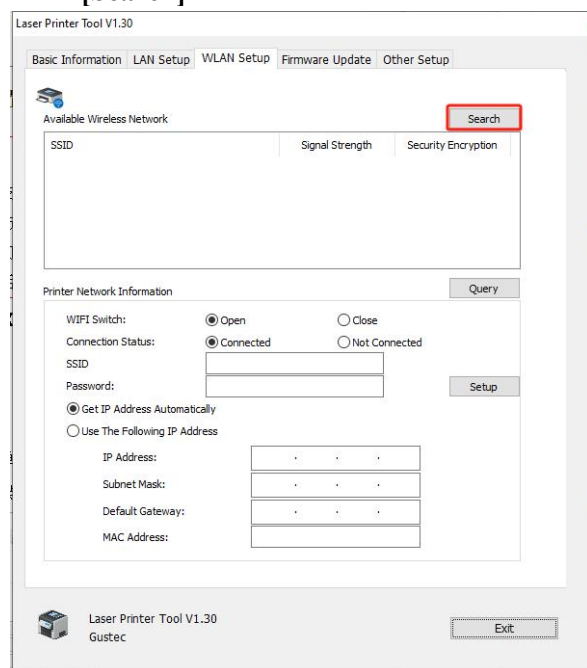 [Search]
Laser Printer Tool V1.30
Basic Information LAN Setup WLAN Setup Firmware Update Other Setup
Available Wireless Network Search
SSID Signal Strength Security Encryption
Printer Network Information Query
WIFI Switch: Open Close
Connection Status: Connected Not Connected
SSID
Password: Setup
Get IP Address Automatically
Use The Following IP Address
IP Address:
Subnet Mask:
Default Gateway:
MAC Address:
Laser Printer Tool V1.30
Gustec
Exit